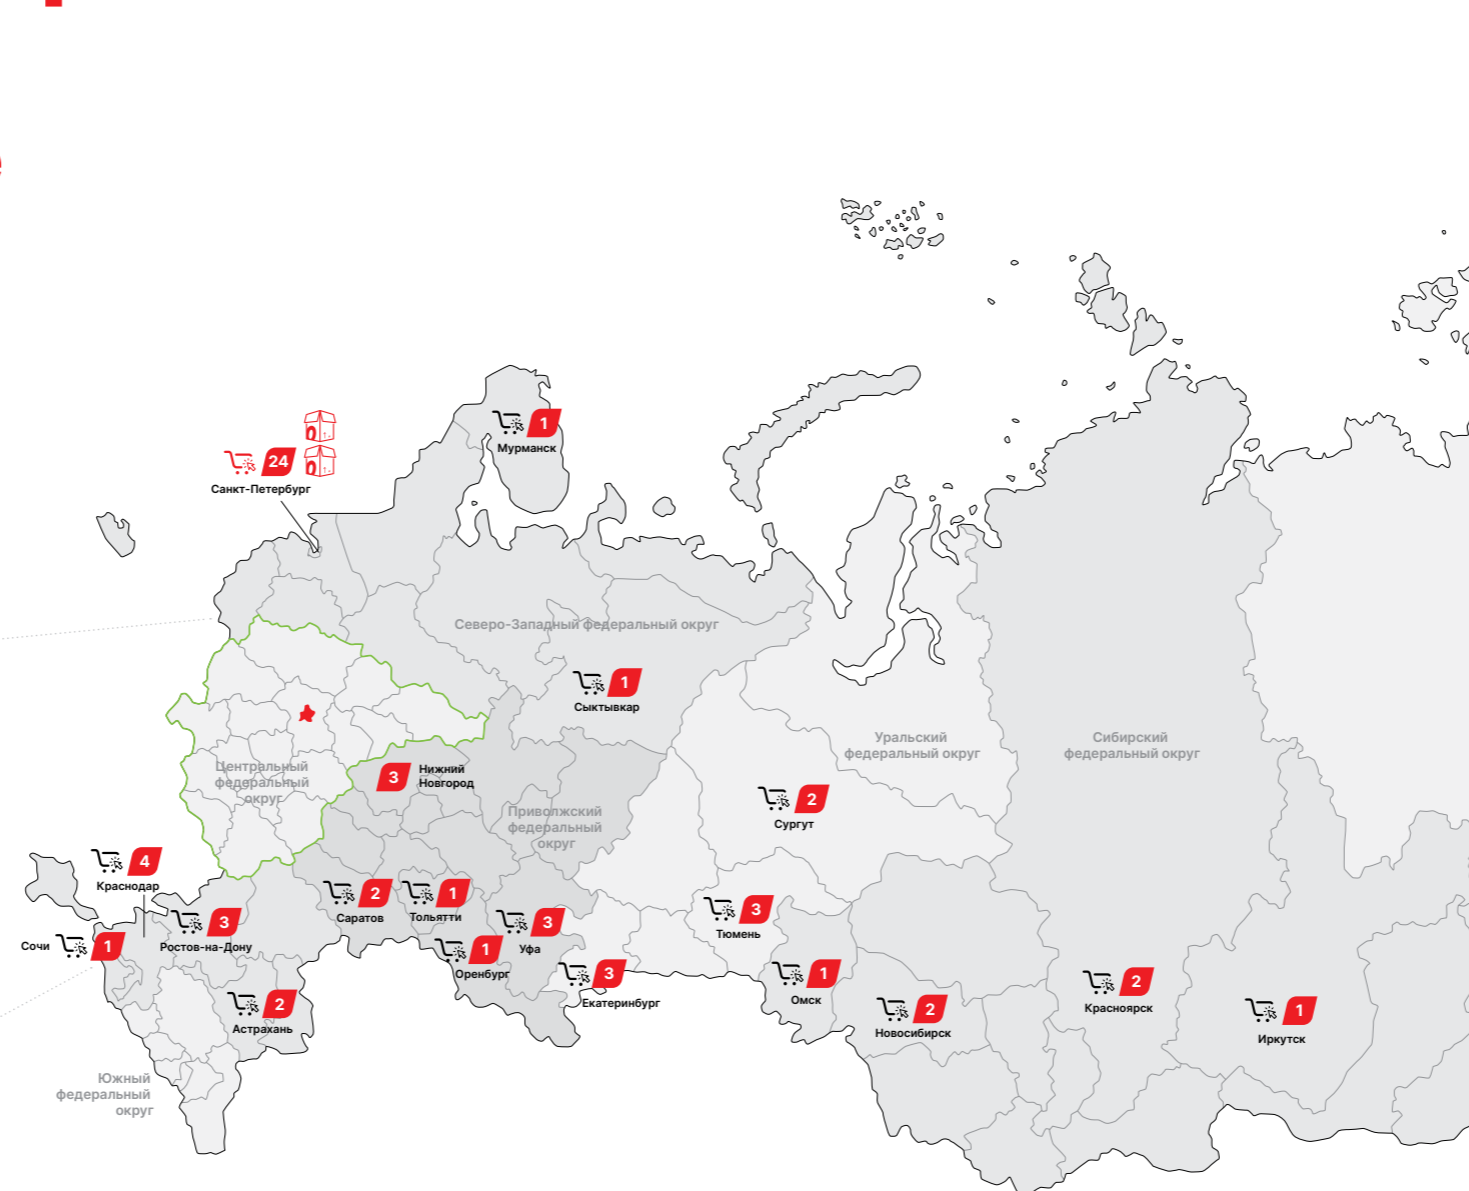 1
Мурманск
24
Санкт-Петербург
Северо-Западный федеральный округ
1
Сыктывкар
Уральский
федеральный округ
Сибирский
федеральный округ
Центральный
федеральный
округ
3
Нижний
Новгород
Приволжский
федеральный
округ
2
Сургут
4
Краснодар
3
Ростов-на-Дону
Сочи
1
2
Саратов
1
Тольятти
3
Уфа
1
Оренбург
3
Екатеринбург
3
Тюмень
1
Омск
2
Новосибирск
2
Красноярск
1
Иркутск
2
Астрахань
Южный
федеральный
округ